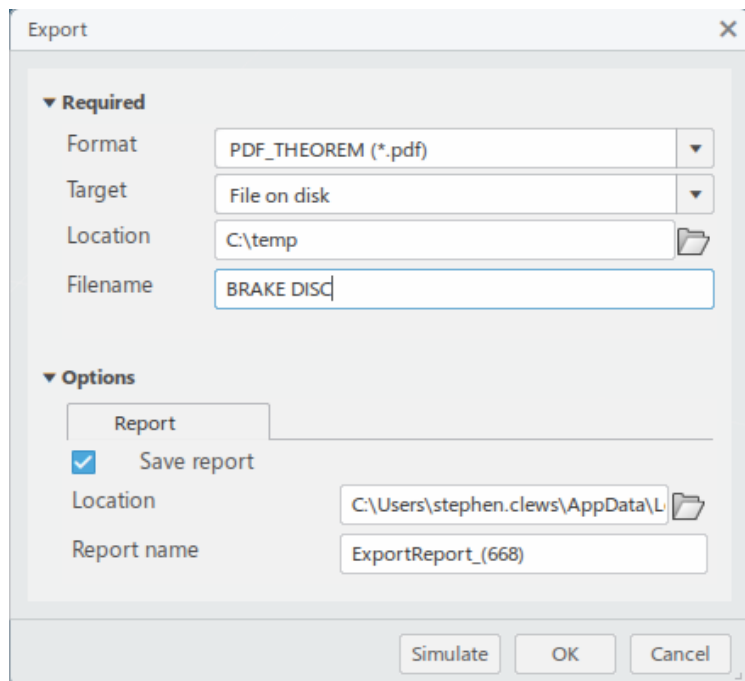 Export
Required
Format PDF_THEOREM (*.pdf)
Target File on disk
Location C:\temp
Filename BRAKE DISC
Options
Report
Save report
Location C:\Users\stephen.clews\AppData\L
Report name ExportReport_(668)
Simulate OK Cancel